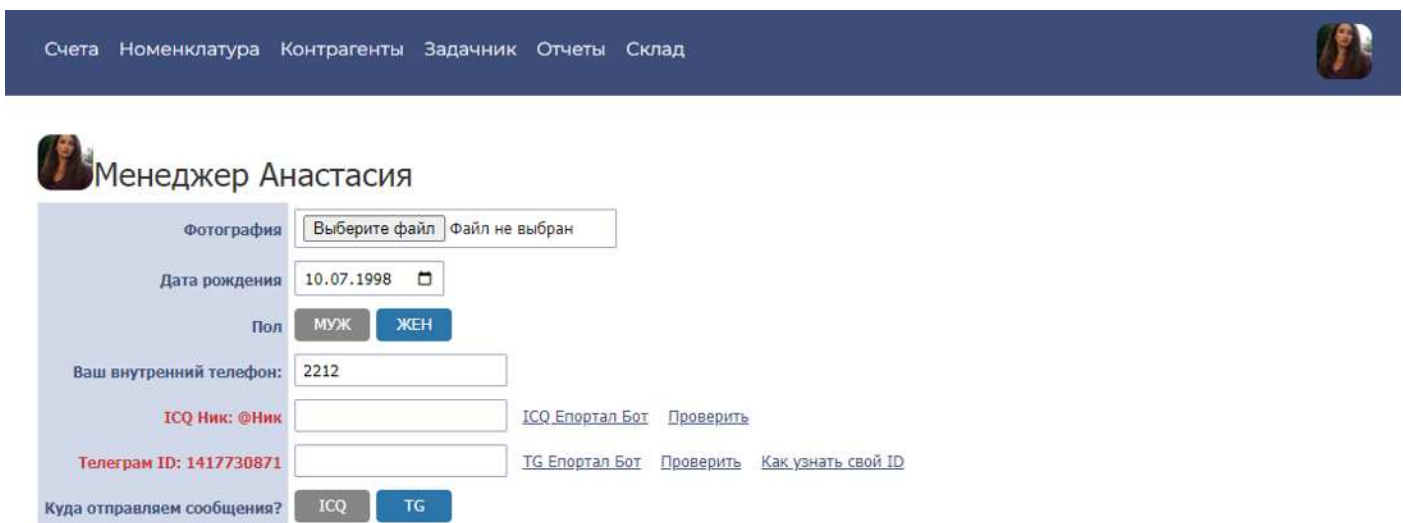 Счета Номенклатура Контрагенты Задачник Отчеты Склад
Менеджер Анастасия
Фотография Выберите файл Файл не выбран
Дата рождения 10.07.1998
Пол МУЖ ЖЕН
Ваш внутренний телефон: 2212
ICQ Ник: @Ник ICQ Епортал Бот Проверить
Телеграм ID: 1417730871 TG Епортал Бот Проверить Как узнать свой ID
Куда отправляем сообщения? ICQ TG